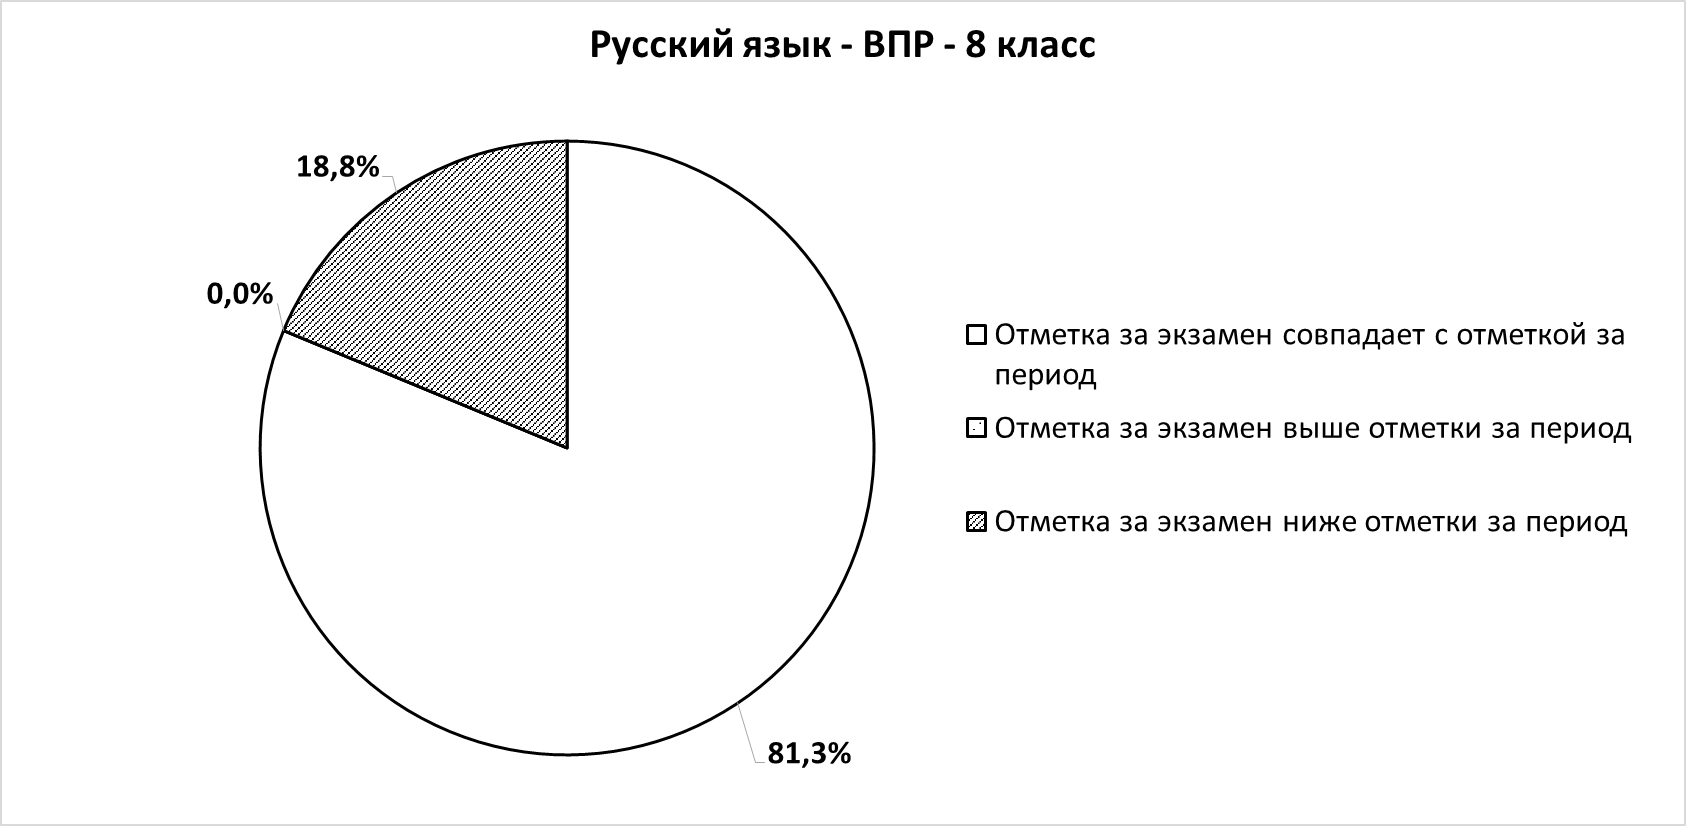 Русский язык - ВПР - 8 класс
18,8%
0,0%
Отметка за экзамен совпадает с отметкой за
период
Отметка за экзамен выше отметки за период
Отметка за экзамен ниже отметки за период
81,3%